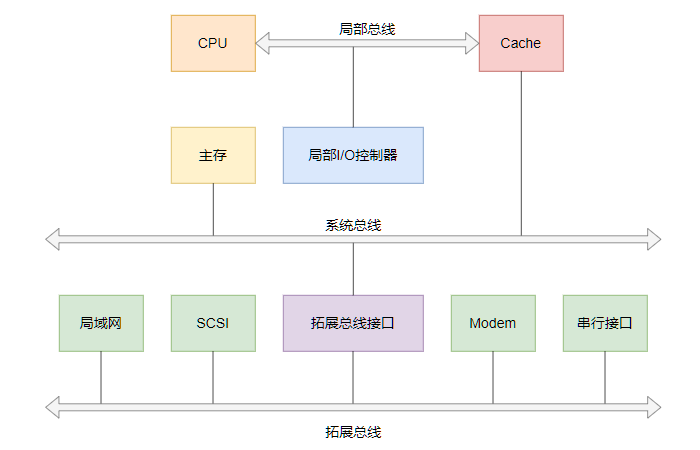 局部总线
CPU
Cache
主存
局部I/O控制器
系统总线
局域网
SCSI
拓展总线接口
Modem
串行接口
拓展总线